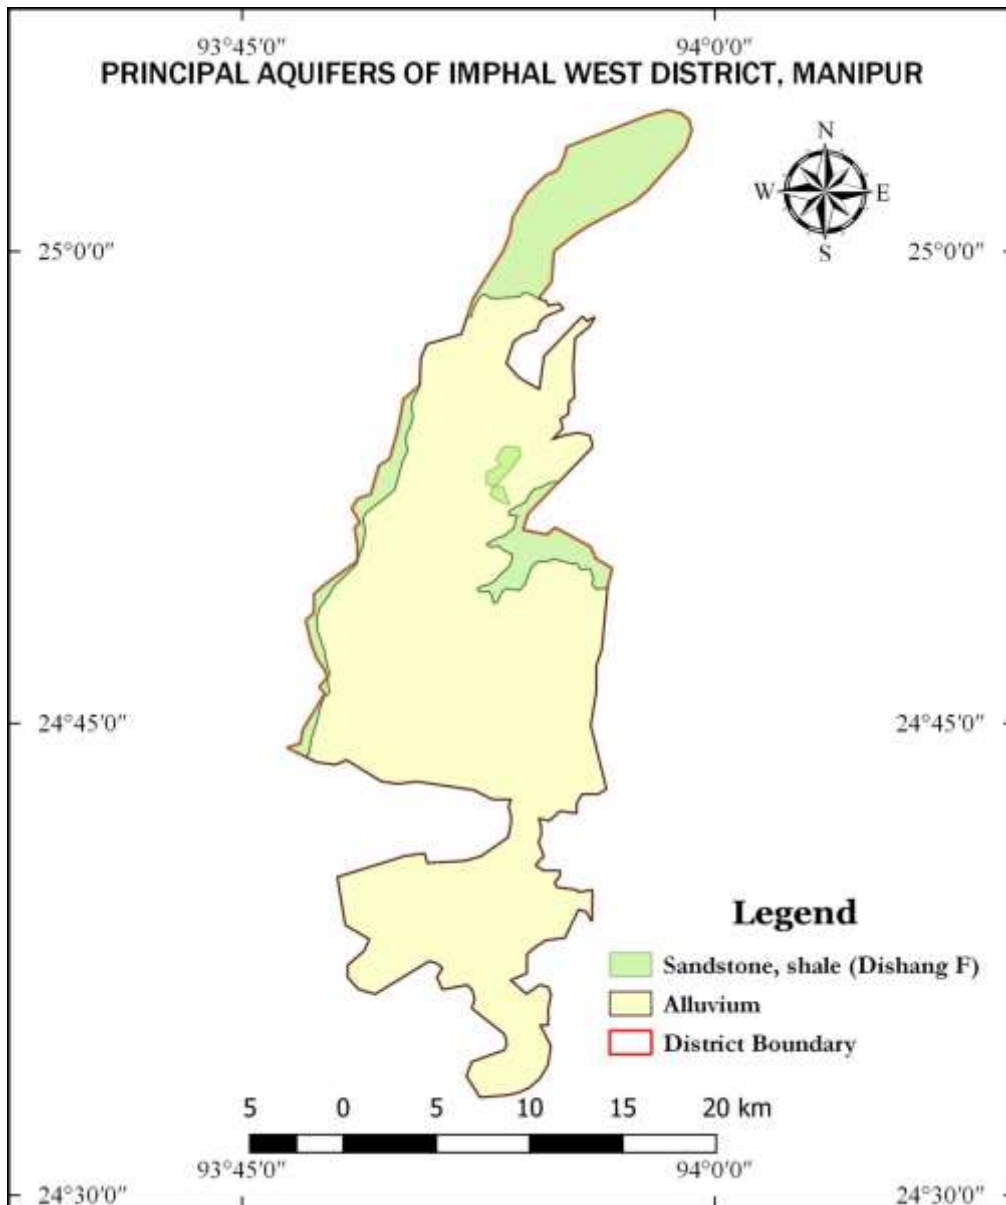 93°45'0" 94°0'0"
PRINCIPAL AQUIFERS OF IMPHAL WEST DISTRICT, MANIPUR
N
W E
S
25°0'0" 25°0'0"
24°45'0" 24°45'0"
Legend
Sandstone, shale (Dishang F)
Alluvium
District Boundary
5 0 5 10 15 20 km
93°45'0" 94°0'0"
24°30'0" 24°30'0"